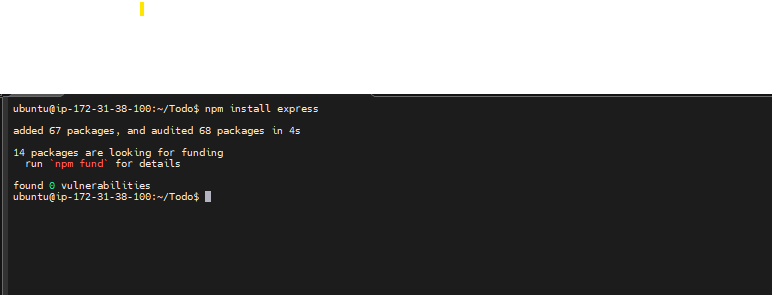 ubuntu@ip-172-31-38-100:~/Todo$ npm install express
added 67 packages, and audited 68 packages in 4s
14 packages are looking for funding
run `npm fund` for details
found 0 vulnerabilities
ubuntu@ip-172-31-38-100:~/Todo$